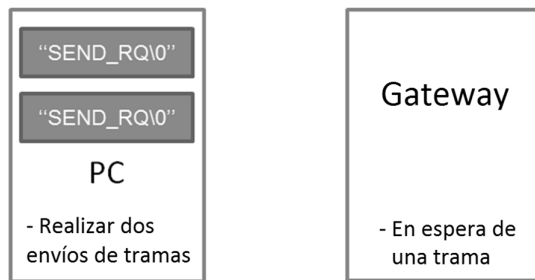 “SEND_RQ\0”
“SEND_RQ\0”
PC
- Realizar dos
envíos de tramas
Gateway
- En espera de
una trama